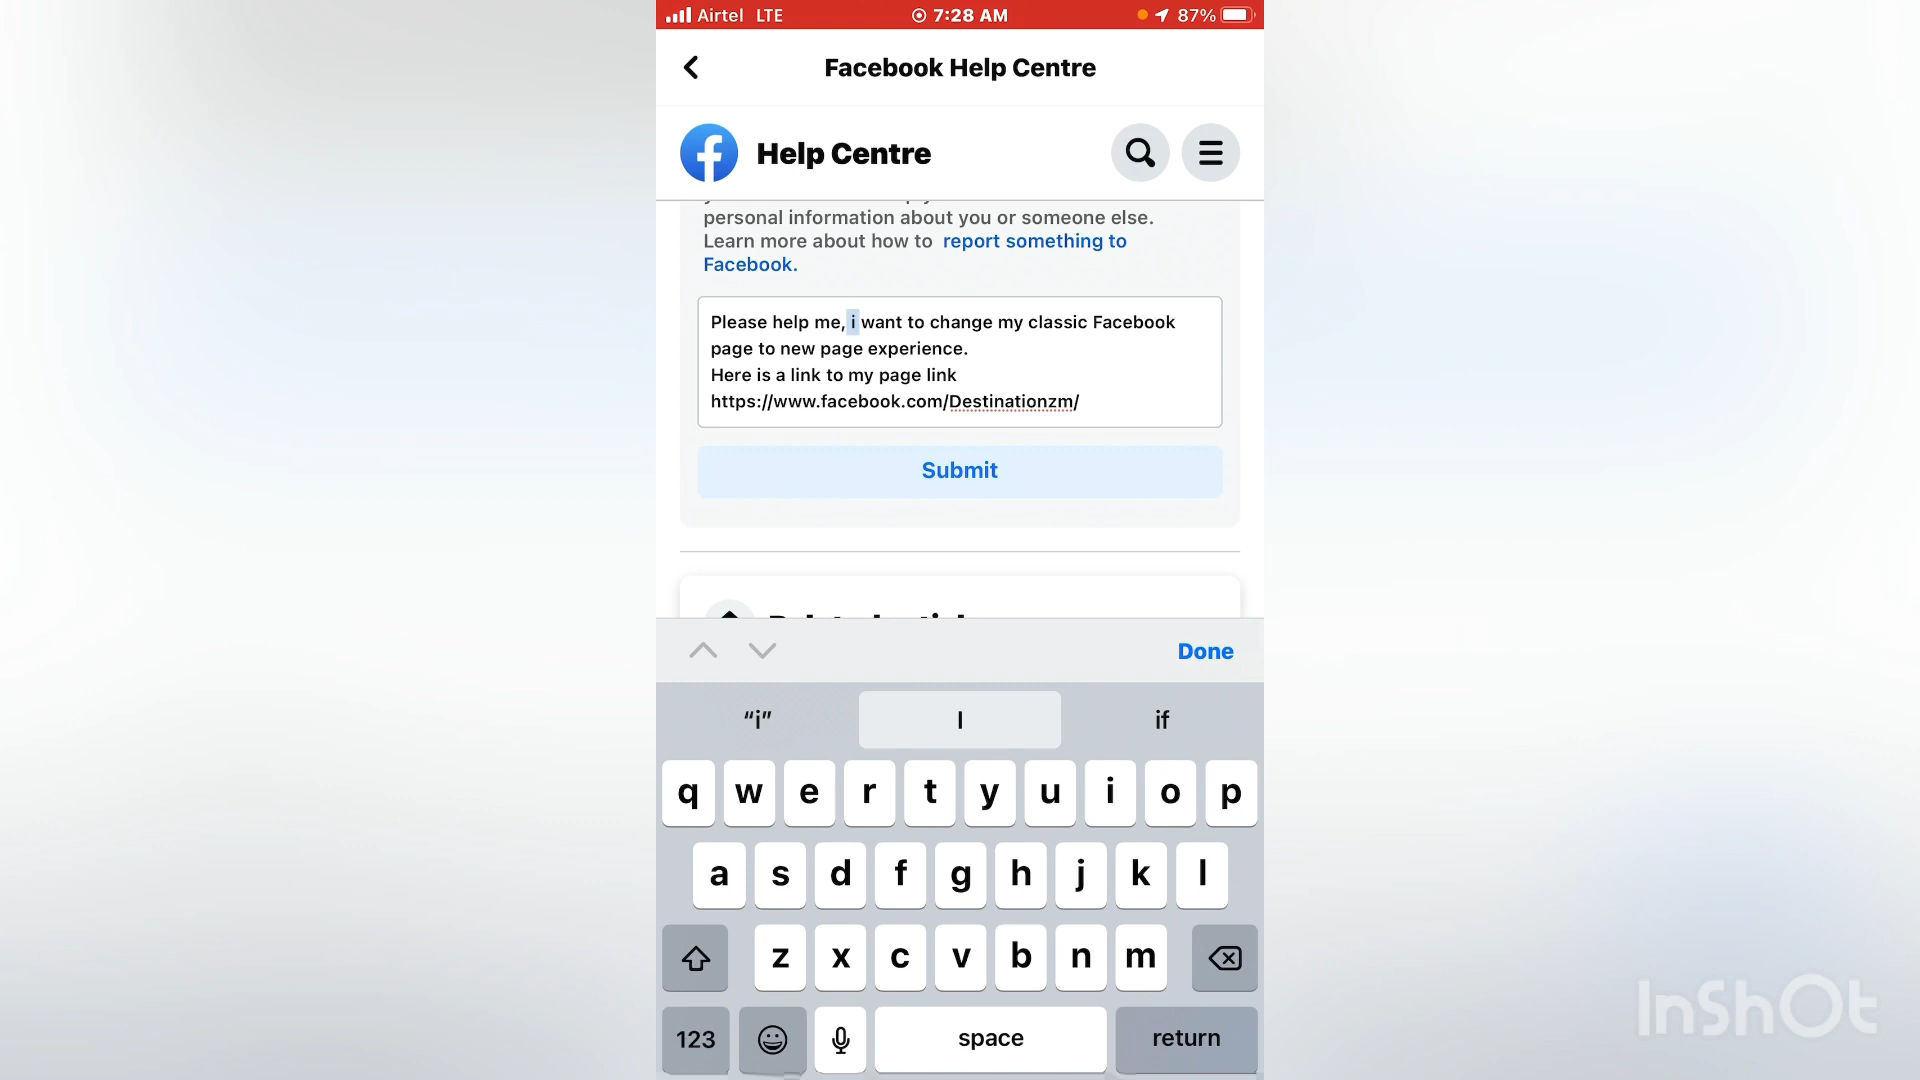 Airtel LTE 7:28 AM 87%
Facebook Help Centre
Help Centre
personal information about you or someone else.
Learn more about how to report something to
Facebook.
Please help me, i want to change my classic Facebook
page to new page experience.
Here is a link to my page link
https://www.facebook.com/Destinationzm/
Submit
Done
“i” I if
q w e r t y u i o p
a s d f g h j k l
z x c v b n m
123 space return
InShOt